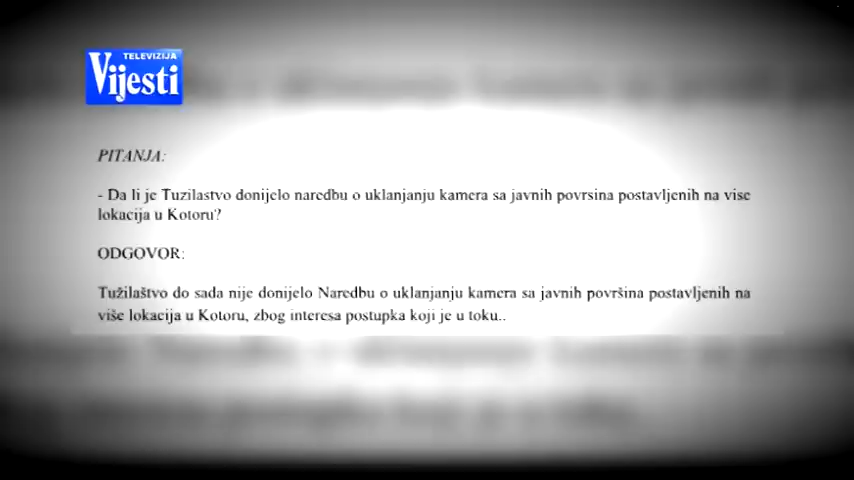 TELEVIZIJA
Vijesti
PITANJA:
- Da li je Tuzilastvo donijelo naredbu o uklanjanju kamera sa javnih povrsina postavljenih na vise
lokacija u Kotoru?
ODGOVOR:
Tužilaštvo do sada nije donijelo Naredbu o uklanjanju kamera sa javnih površina postavljenih na
više lokacija u Kotoru, zbog interesa postupka koji je u toku..